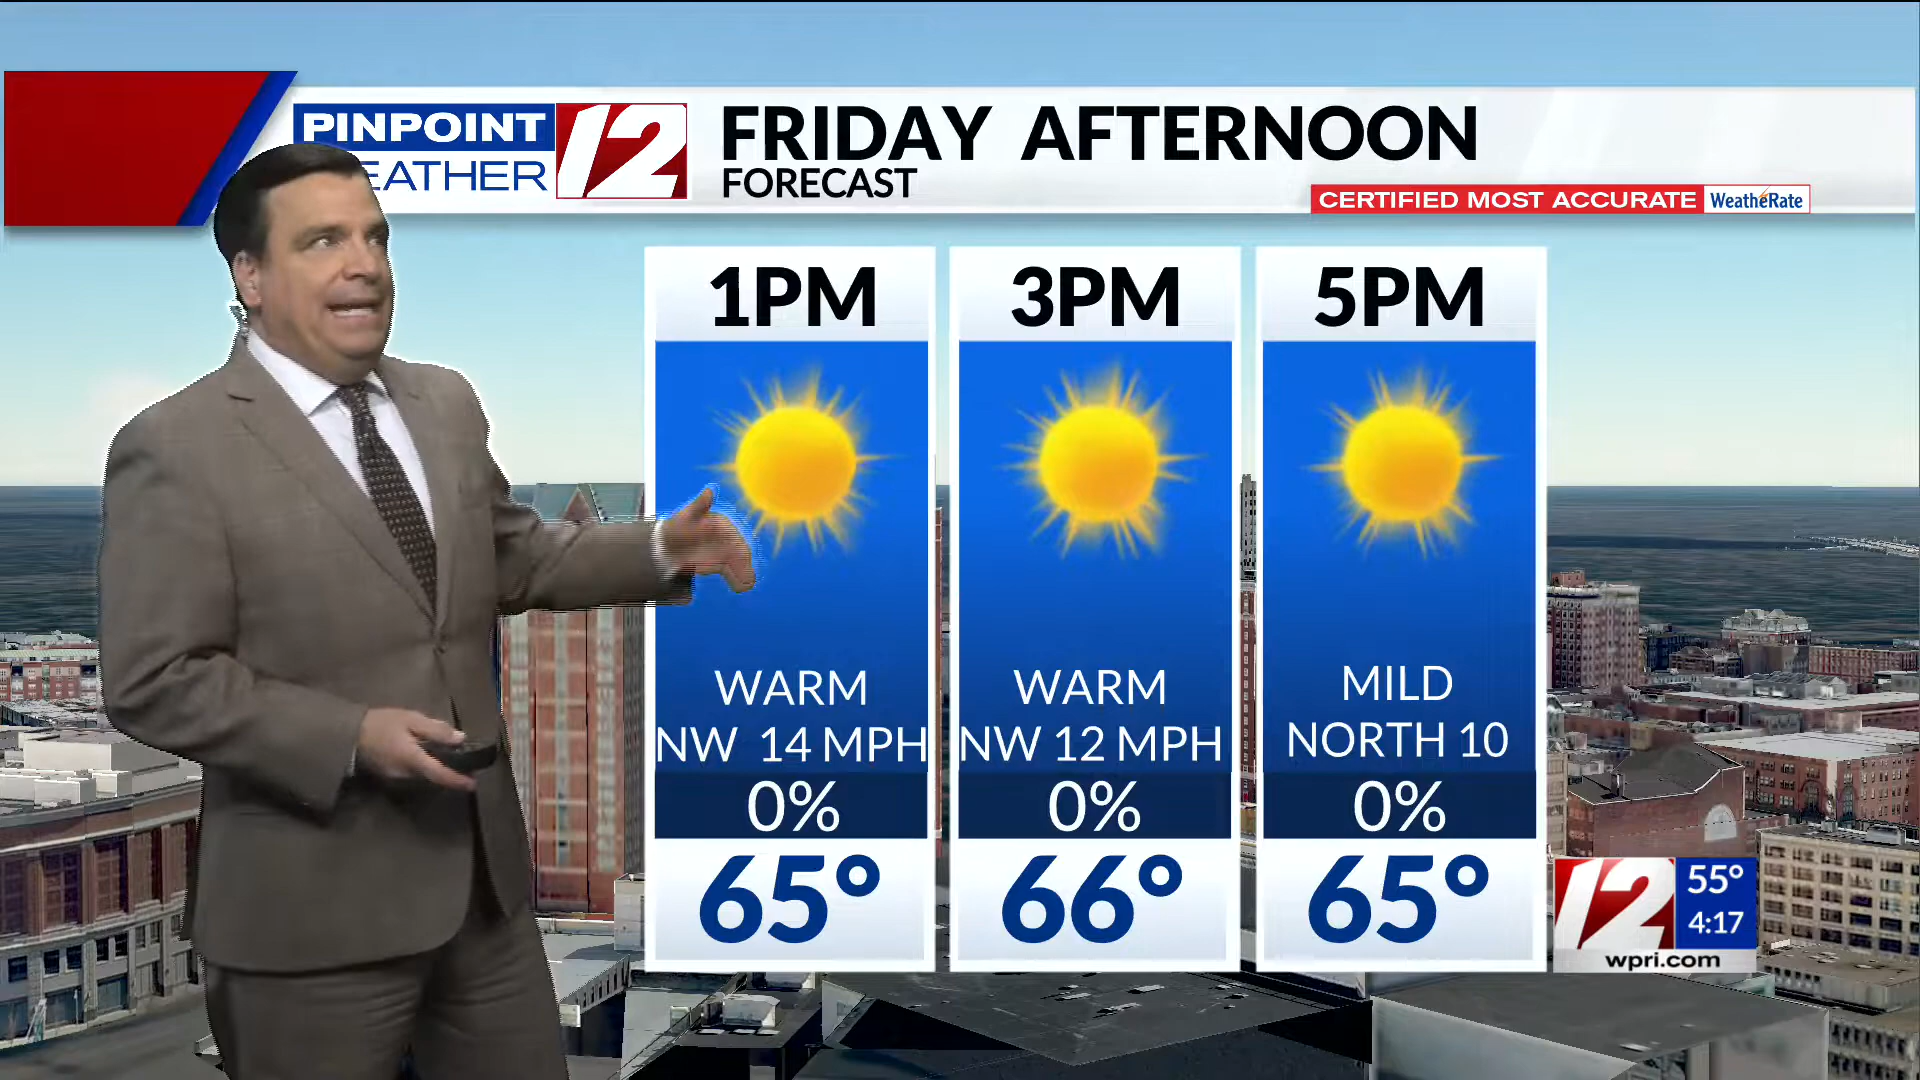 PINPOINT
EATHER
12
FRIDAY AFTERNOON
FORECAST
CERTIFIED MOST ACCURATE WeatheRate
1PM
WARM
NW 14 MPH
0%
65°
3PM
WARM
NW 12 MPH
0%
66°
5PM
MILD
NORTH 10
0%
65°
12
55°
4:17
wpri.com